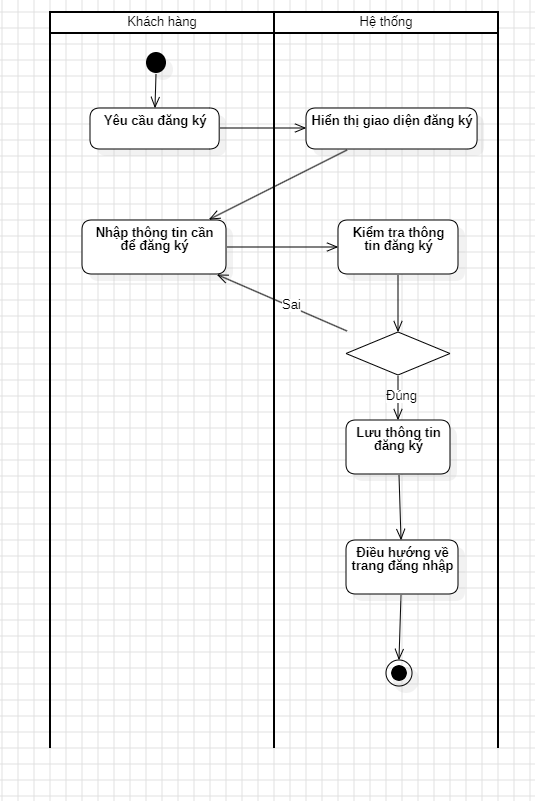 Khách hàng
Hệ thống
Yêu cầu đăng ký
Hiển thị giao diện đăng ký
Nhập thông tin cần
để đăng ký
Kiểm tra thông
tin đăng ký
Sai
Đúng
Lưu thông tin
đăng ký
Điều hướng về
trang đăng nhập